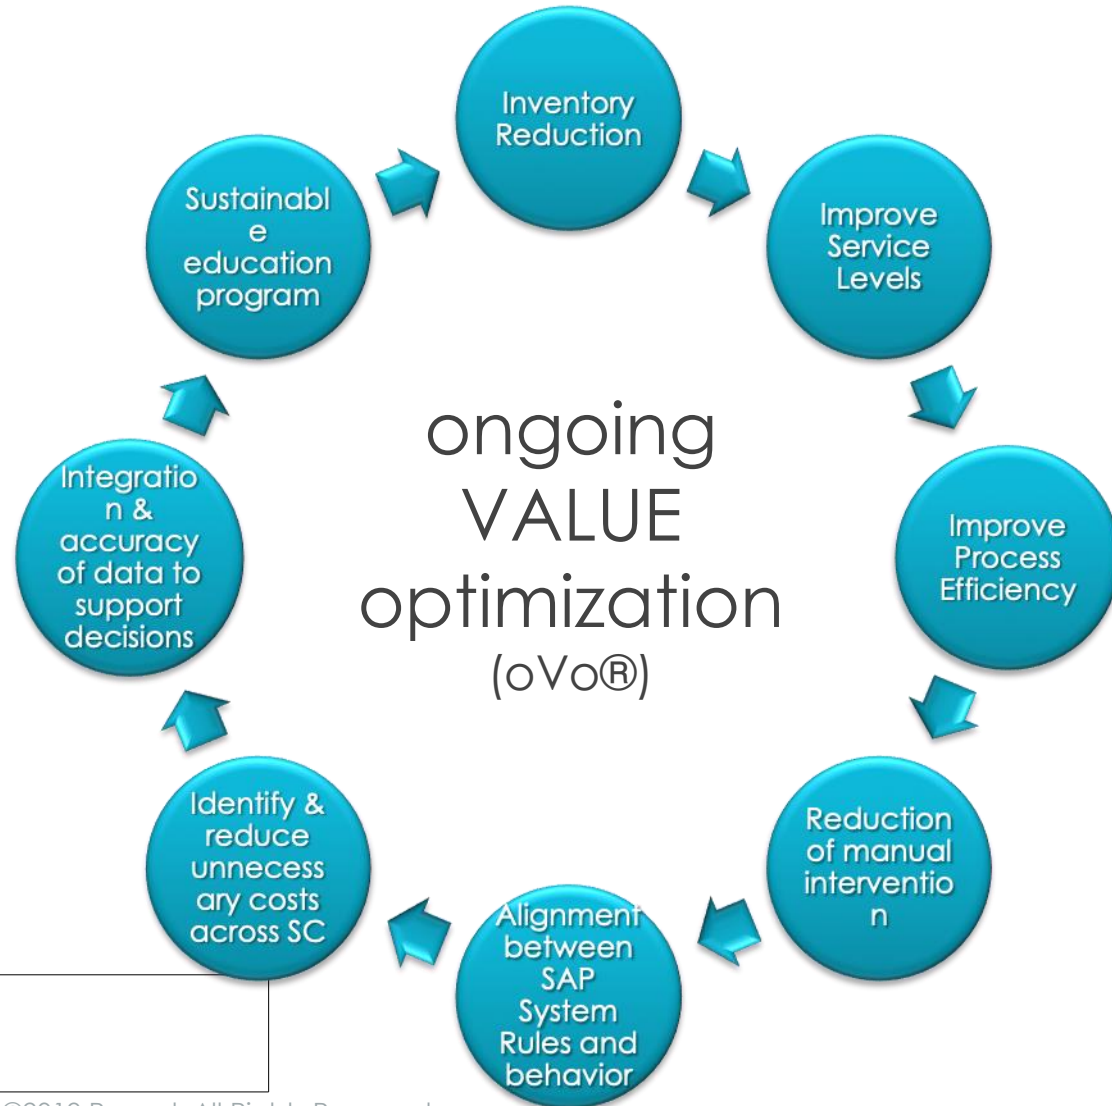 Inventory
Reduction
Improve
Service
Levels
Improve
Process
Efficiency
Reduction
of manual
interventio
n
Alignment
between
SAP
System
Rules and
behavior
Identify &
reduce
unnecess
ary costs
across SC
Integratio
n &
accuracy
of data to
support
decisions
Sustainabl
e
education
program
ongoing
VALUE
optimization
(oVo®)
All Rights